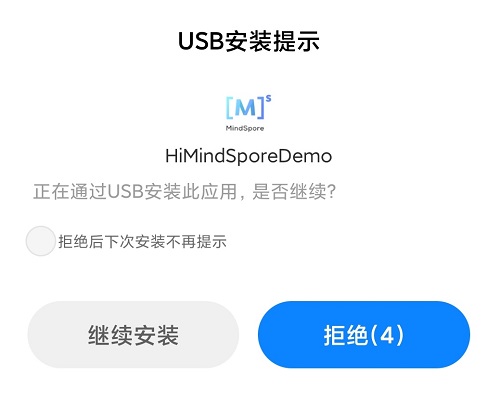 USB安装提示
[M]s
MindSpore
HiMindSporeDemo
正在通过USB安装此应用, 是否继续?
拒绝后下次安装不再提示
继续安装
拒绝(4)